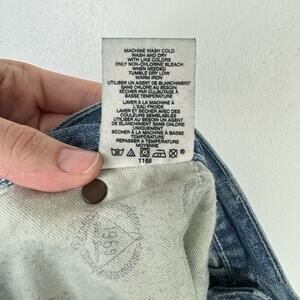 MACHINE WASH COLD
WASH AND DRY
WITH LIKE COLORS
ONLY NON-CHLORINE BLEACH
WHEN NEEDED
TUMBLE DRY LOW
WARM IRON
UTILISER UN AGENT DE BLANCHIMENT
SANS CHLORE AU BESOIN
SÉCHER PAR CULBUTAGE À
BASSE TEMPÉRATURE
LAVER À LA MACHINE À
L'EAU FROIDE
LAVER ET SÉCHER AVEC DES
COULEURS SEMBLABLES
UTILISER AU BESOIN UN AGENT
DE BLANCHIMENT SANS CHLORE
UNIQUEMENT
SÉCHER À LA MACHINE À BASSE
TEMPÉRATURE
REPASSER À TEMPÉRATURE
MOYENNE
1166